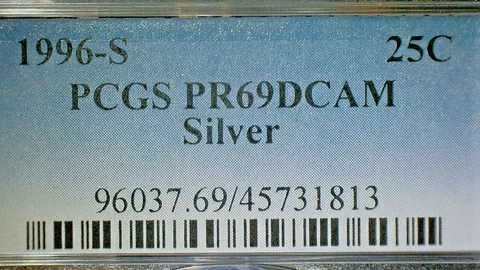 1996-S 25C
PCGS PR69DCAM
Silver
96037.69/45731813